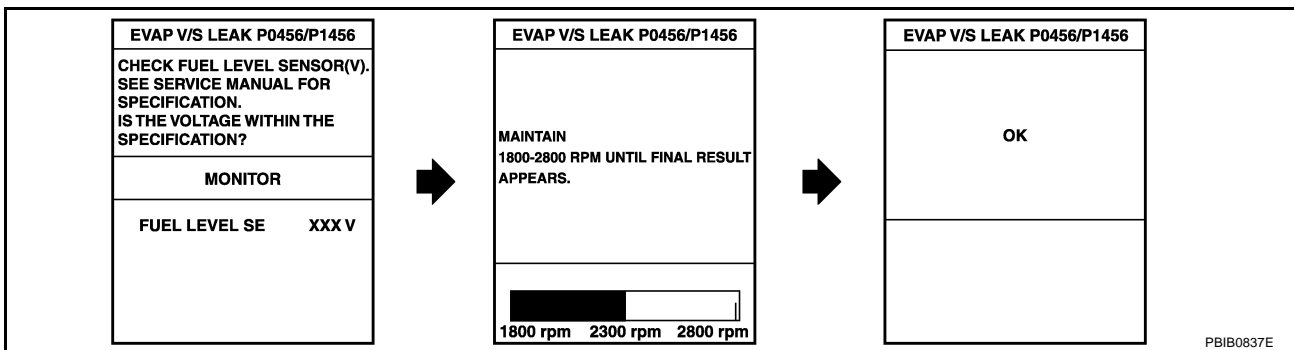 EVAP V/S LEAK P0456/P1456
CHECK FUEL LEVEL SENSOR(V).
SEE SERVICE MANUAL FOR
SPECIFICATION.
IS THE VOLTAGE WITHIN THE
SPECIFICATION?
MONITOR
FUEL LEVEL SE XXX V
EVAP V/S LEAK P0456/P1456
MAINTAIN
1800-2800 RPM UNTIL FINAL RESULT
APPEARS.
1800 rpm 2300 rpm 2800 rpm
EVAP V/S LEAK P0456/P1456
OK
PBIB0837E